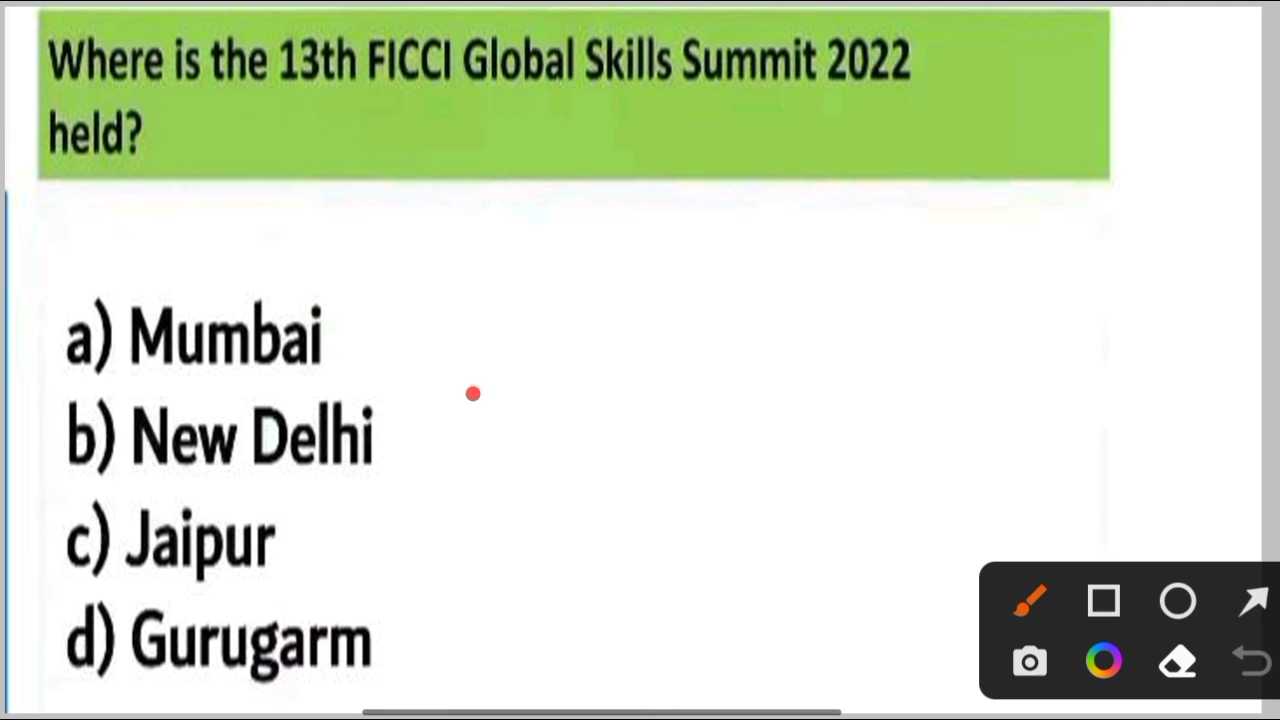 Where is the 13th FICCI Global Skills Summit 2022
held?
a) Mumbai
b) New Delhi
c) Jaipur
d) Gurugarm